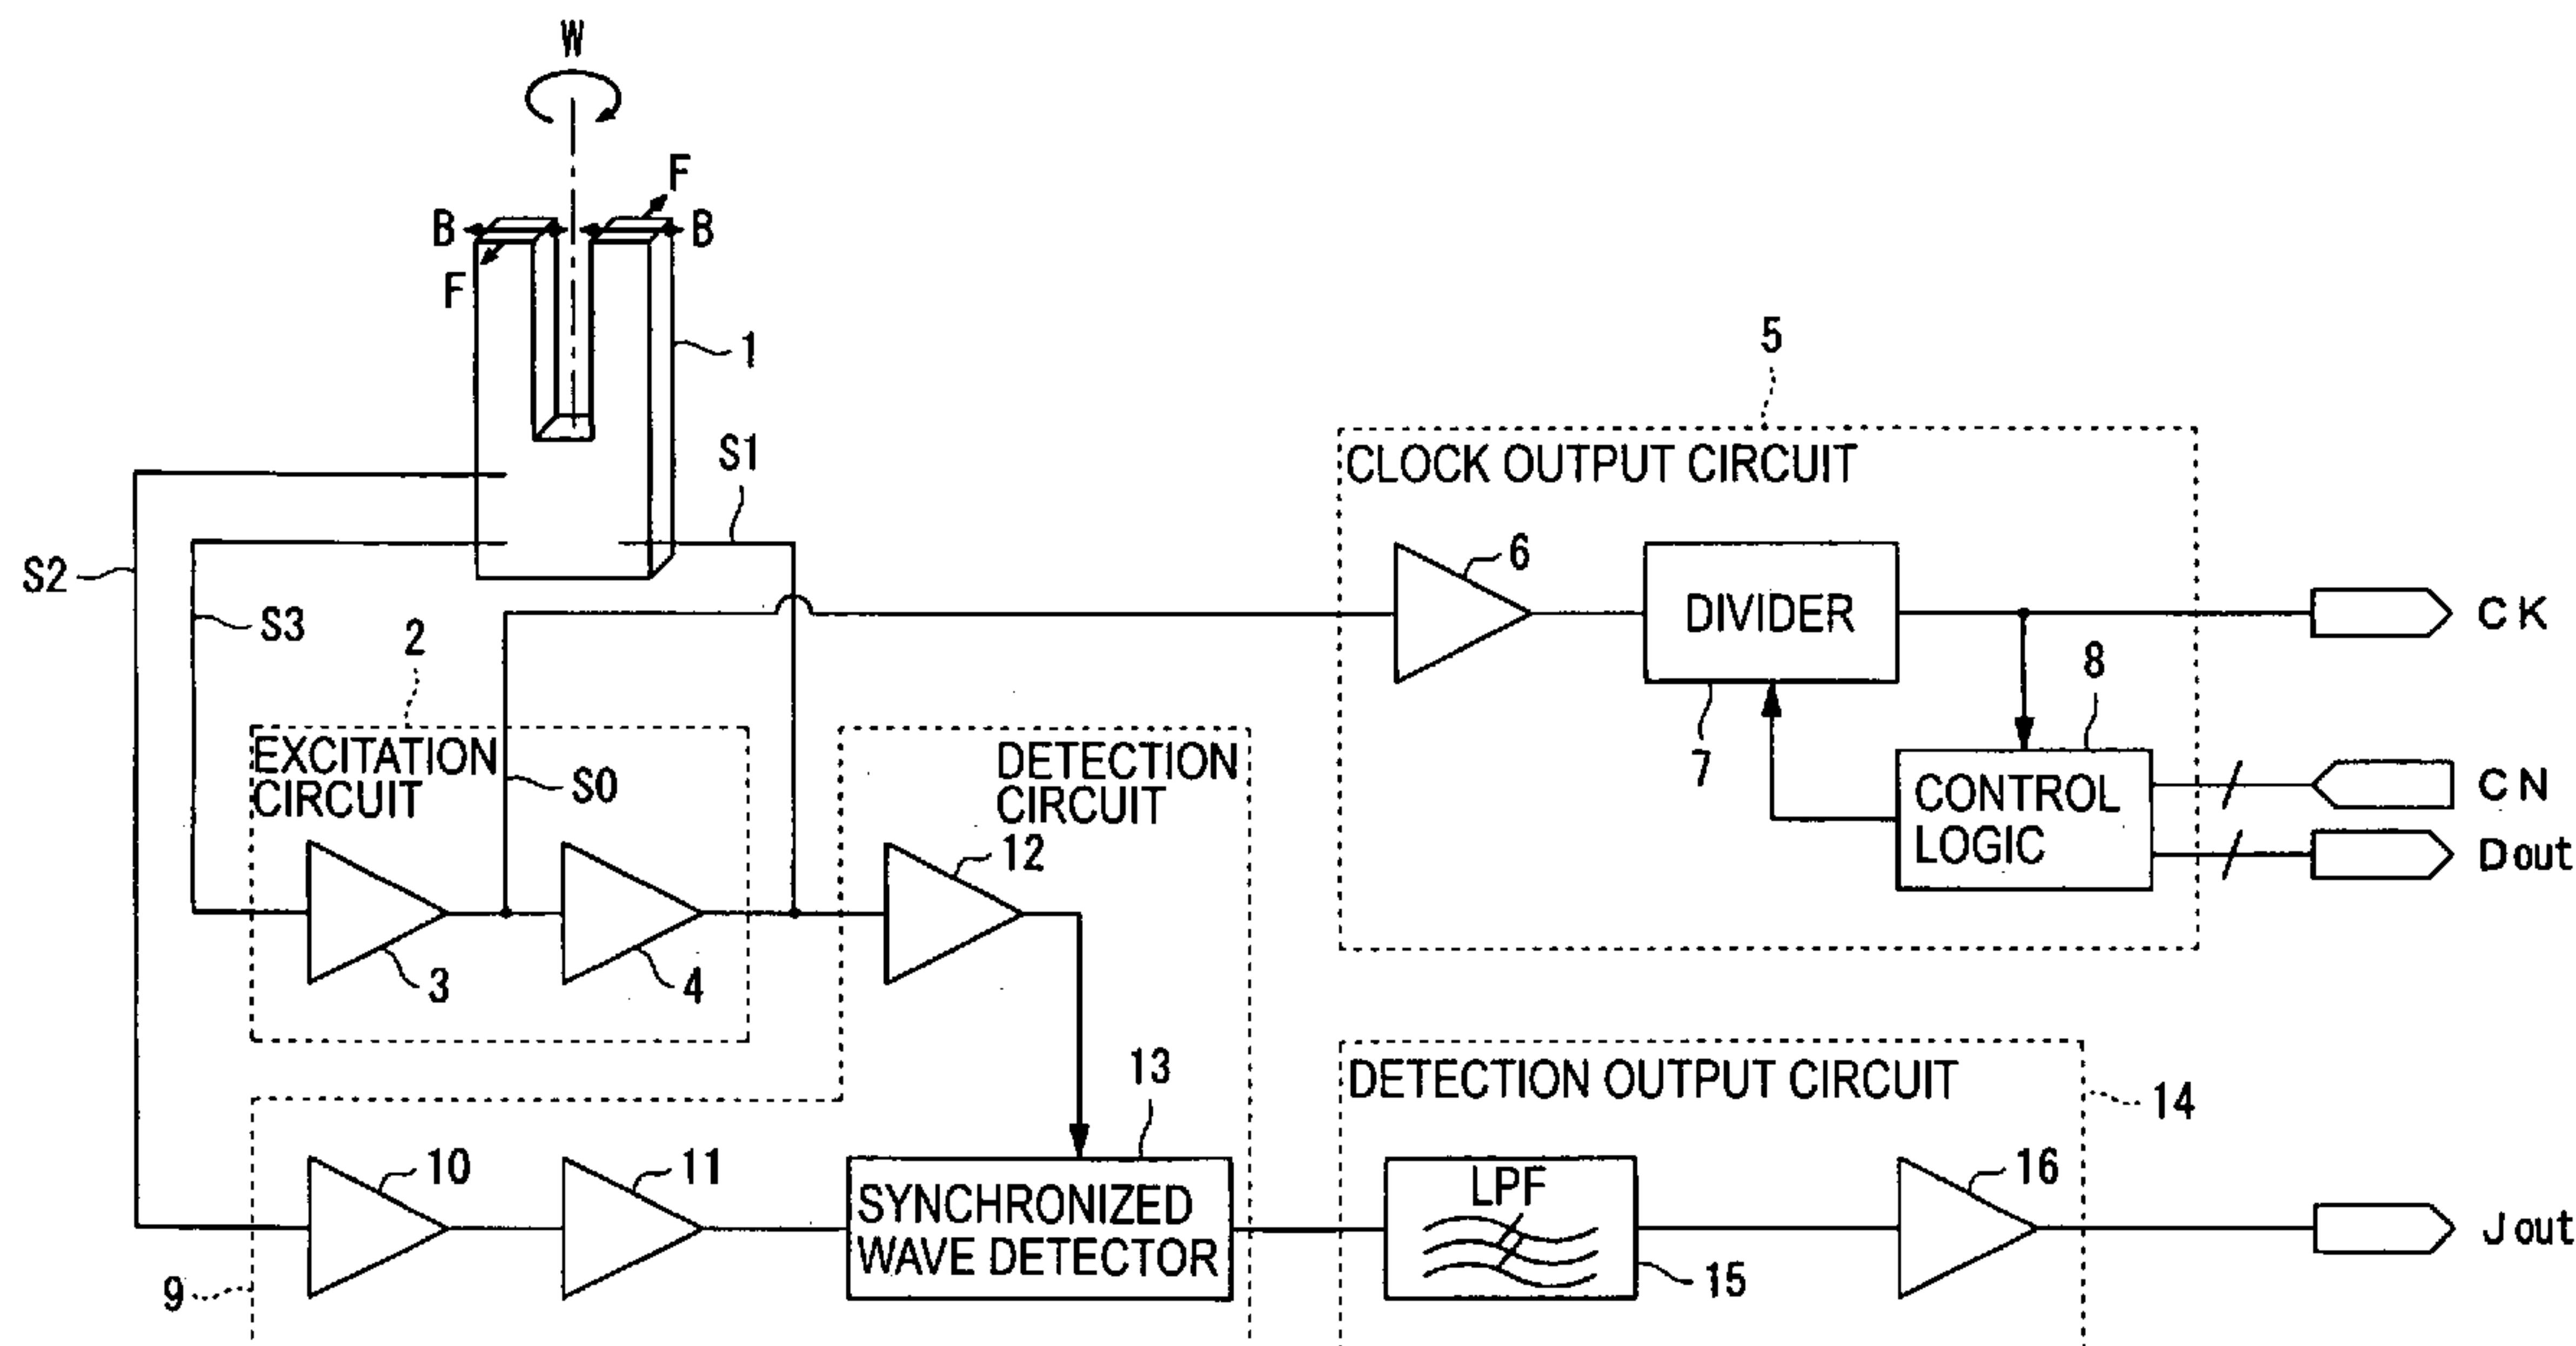 W
F
B
B
F
1
5
S1
CLOCK OUTPUT CIRCUIT
S2
6
S3
DIVIDER
CK
2
8
7
EXCITATION
CIRCUIT
S0
DETECTION
CIRCUIT
CONTROL
LOGIC
CN
Dout
12
3
4
13
DETECTION OUTPUT CIRCUIT
14
10
11
SYNCHRONIZED
WAVE DETECTOR
LPF
16
Jout
9
15